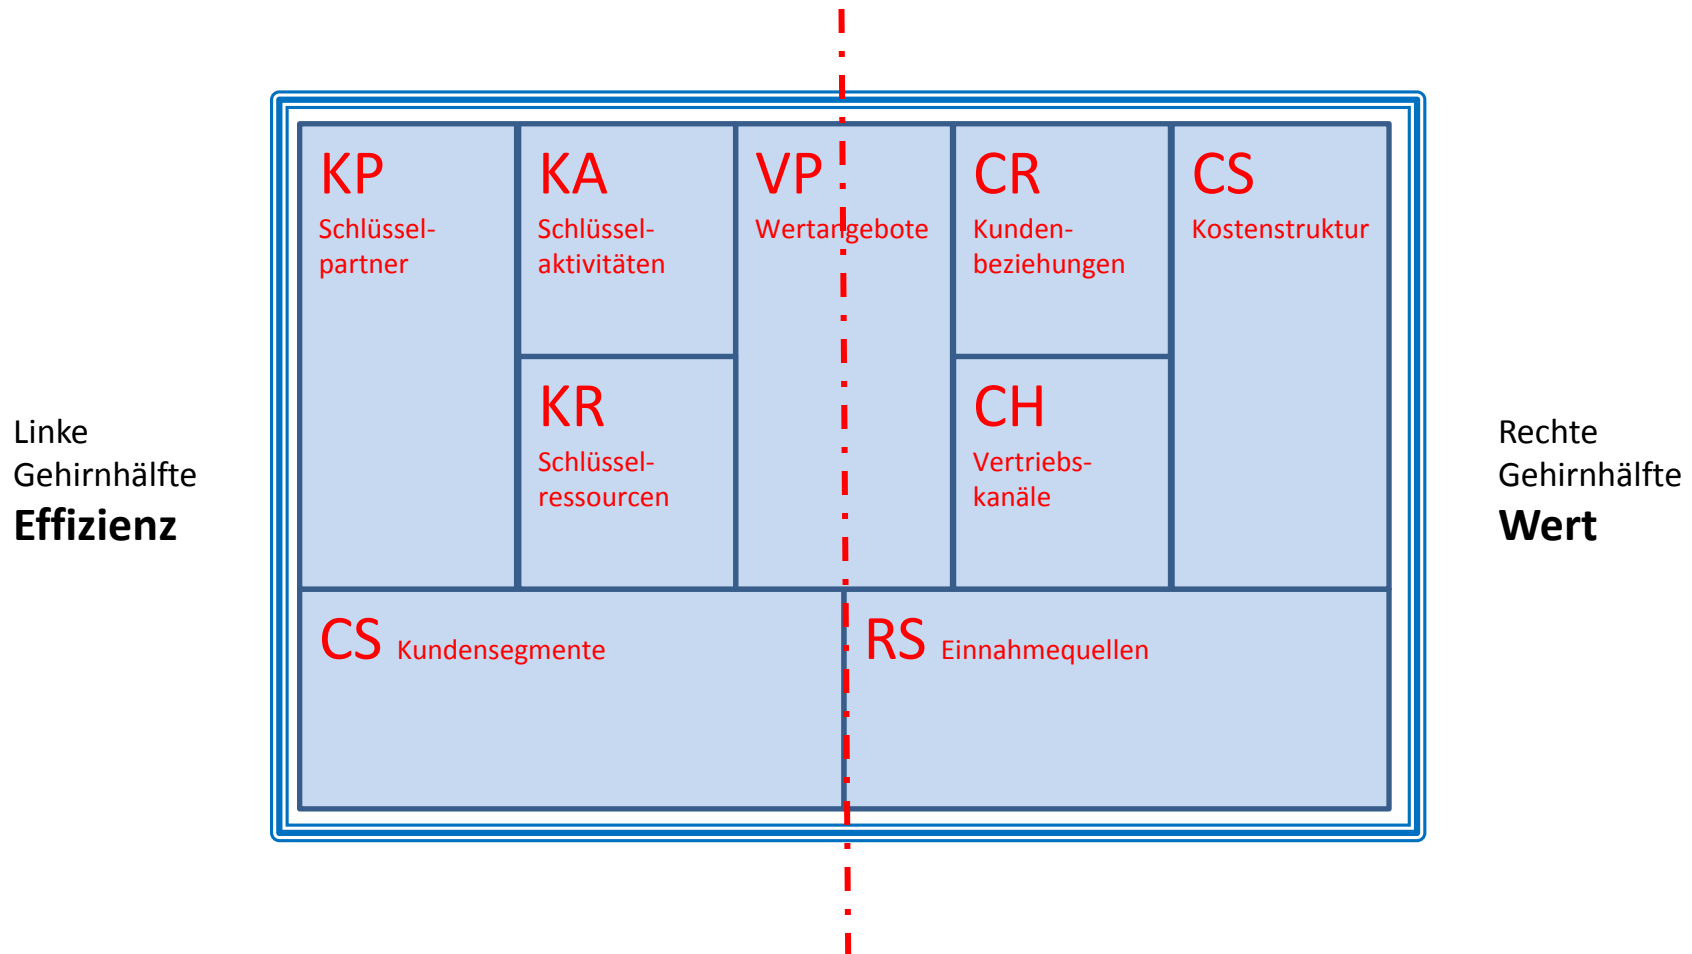 KP
Schlüssel-
partner
KA
Schlüssel-
aktivitäten
VP
Wertangebote
CR
Kunden-
beziehungen
CS
Kostenstruktur
KR
Schlüssel-
ressourcen
CH
Vertriebs-
kanäle
Linke
Gehirnhälfte
Effizienz
Rechte
Gehirnhälfte
Wert
CS Kundensegmente
RS Einnahmequellen